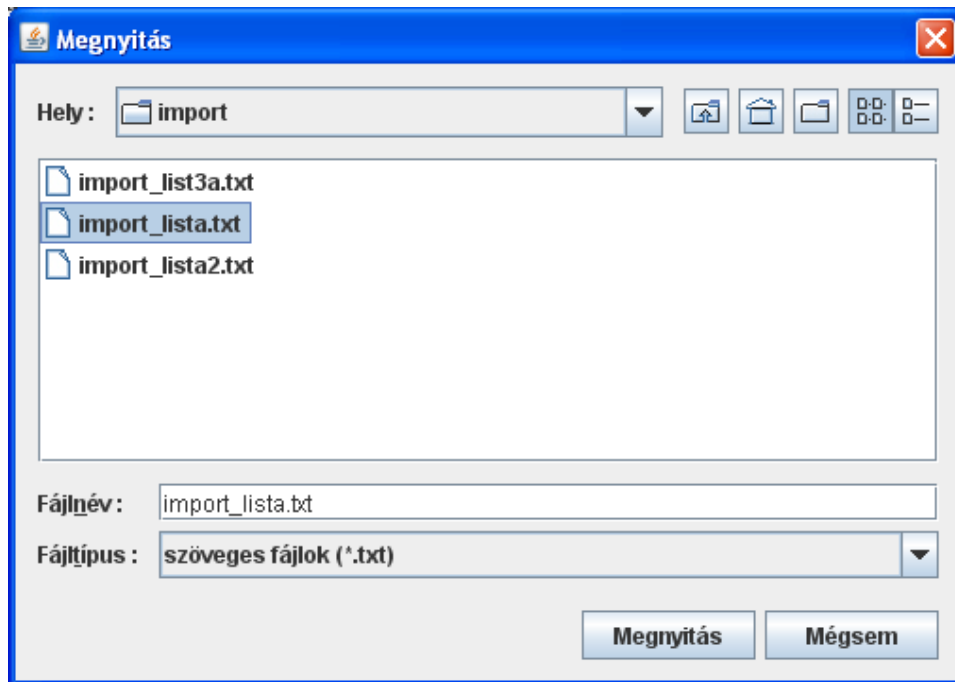 Megnyitás
Hely: import
import_list3a.txt
import_lista.txt
import_lista2.txt
Fájlnév: import_lista.txt
Fájltípus: szöveges fájlok (*.txt)
Megnyitás Mégsem